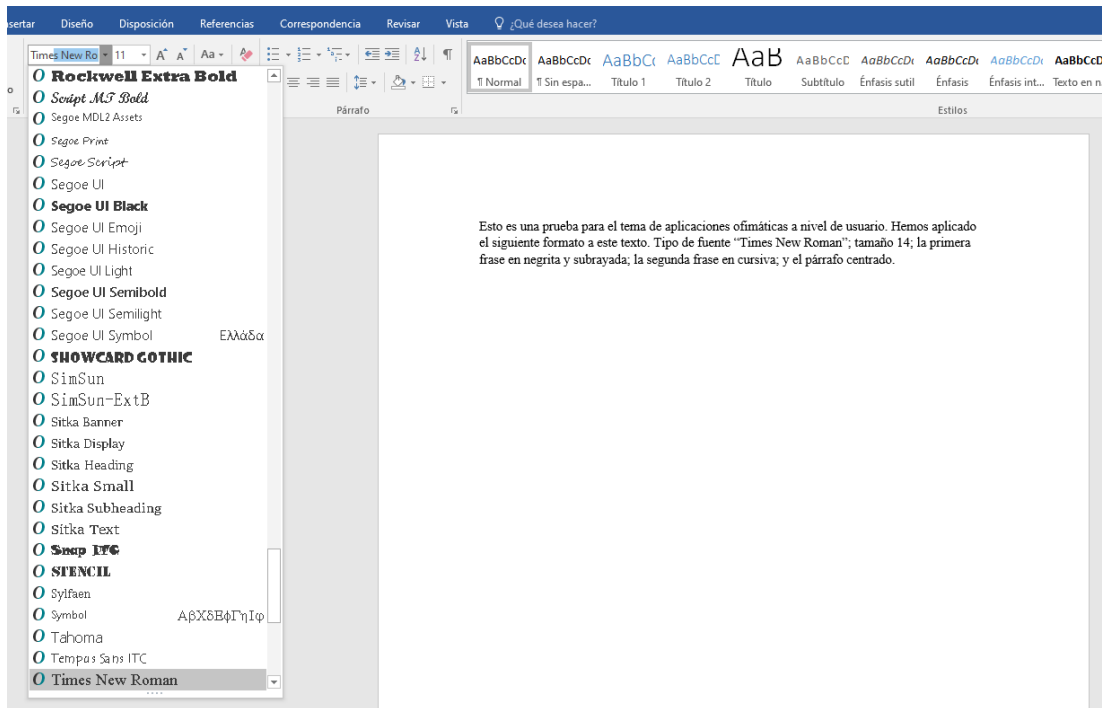 nsertar Diseño Disposición Referencias Correspondencia Revisar Vista ¿Qué desea hacer?
Times New Ro 11 A A Aa
AaBbCcDc AaBbCcDc AaBbCc AaBbCcE AaB AaBbCcD AaBbCcDc AaBbCcDc AaBbCcDc AaBbCcD
¶ Normal ¶ Sin espa... Título 1 Título 2 Título Subtítulo Énfasis sutil Énfasis Énfasis int... Texto en n
Párrafo Estilos
O Rockwell Extra Bold
O Script MT Bold
O Segoe MDL2 Assets
O Segoe Print
O Segoe Script
O Segoe UI
O Segoe UI Black
O Segoe UI Emoji
O Segoe UI Historic
O Segoe UI Light
O Segoe UI Semibold
O Segoe UI Semilight
O Segoe UI Symbol Ελλάδα
O SHOWCARD GOTHIC
O SimSun
O SimSun-ExtB
O Sitka Banner
O Sitka Display
O Sitka Heading
O Sitka Small
O Sitka Subheading
O Sitka Text
O Snap ITC
O STENCIL
O Sylfaen
O Symbol ΑβΧδΕφΓηΙφ
O Tahoma
O Tempus Sans ITC
O Times New Roman
Esto es una prueba para el tema de aplicaciones ofimáticas a nivel de usuario. Hemos aplicado
el siguiente formato a este texto. Tipo de fuente “Times New Roman”; tamaño 14; la primera
frase en negrita y subrayada; la segunda frase en cursiva; y el párrafo centrado.